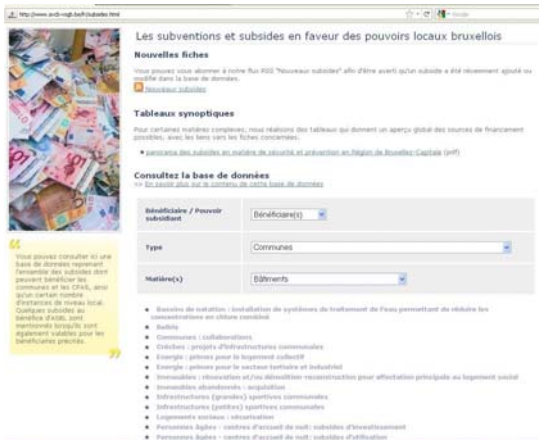 http://www.avcb-vsgb.be/fr/subsides.html
Google
Les subventions et subsides en faveur des pouvoirs locaux bruxellois
Nouvelles fiches
Vous pouvez vous abonner à notre flux RSS "Nouveaux subsides" afin d'être averti qu'un subside a été récemment ajouté ou
modifié dans la base de données.
Nouveaux subsides
Tableaux synoptiques
Pour certaines matières complexes, nous réalisons des tableaux qui donnent un aperçu global des sources de financement
possibles, avec les liens vers les fiches concernées.
panorama des subsides en matière de sécurité et prévention en Région de Bruxelles-Capitale (pdf)
Consultez la base de données
>> En savoir plus sur le contenu de cette base de données
Bénéficiaire / Pouvoir
subsidiant
Bénéficiaire(s)
Type
Communes
Matière(s)
Bâtiments
Vous pouvez consulter ici une
base de données reprenant
l'ensemble des subsides dont
peuvent bénéficier les
communes et les CPAS, ainsi
qu'un certain nombre
d'instances de niveau local.
Quelques subsides au
bénéfice d'ASBL sont
mentionnés lorsqu'ils sont
également valables pour les
bénéficiaires précités.
Bassins de natation : installation de systèmes de traitement de l'eau permettant de réduire les
concentrations en chlore combiné
Beliris
Communes : collaborations
Crèches : projets d'infrastructures communales
Energie : primes pour le logement collectif
Energie : primes pour le secteur tertiaire et industriel
Immeubles : rénovation et/ou démolition-reconstruction pour affectation principale au logement social
Immeubles abandonnés : acquisition
Infrastructures (grandes) sportives communales
Infrastructures (petites) sportives communales
Logements sociaux : sécurisation
Personnes âgées - centres d'accueil de nuit: subsides d'investissement
Personnes âgées - centres d'accueil de nuit: subsides d'utilisation